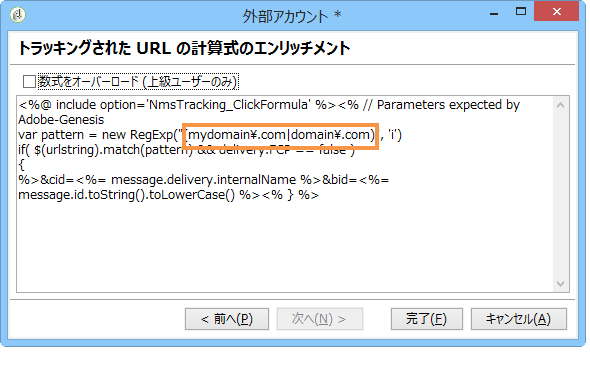 外部アカウント *
トラッキングされた URL の計算式のエンリッチメント
数式をオーバーロード (上級ユーザーのみ)
<%@ include option='NmsTracking_ClickFormula' %><% // Parameters expected by
Adobe-Genesis
var pattern = new RegExp("(mydomain¥.com|domain¥.com)", 'i')
if( $(urlstring).match(pattern) && delivery.FCP == false )
{
%>&cid=<%= message.delivery.internalName %>&bid=<%=
message.id.toString().toLowerCase() %><% } %>
< 前へ(P)
次へ(N) >
完了(F)
キャンセル(A)